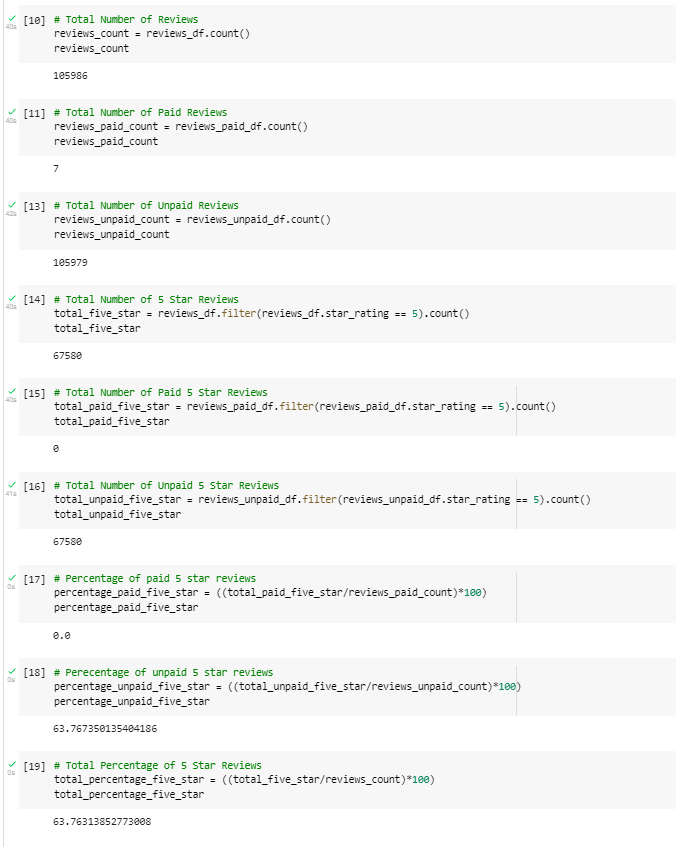 [10] # Total Number of Reviews
40s
reviews_count = reviews_df.count()
reviews_count
105986
[11] # Total Number of Paid Reviews
40s
reviews_paid_count = reviews_paid_df.count()
reviews_paid_count
7
[13] # Total Number of Unpaid Reviews
42s
reviews_unpaid_count = reviews_unpaid_df.count()
reviews_unpaid_count
105979
[14] # Total Number of 5 Star Reviews
40s
total_five_star = reviews_df.filter(reviews_df.star_rating == 5).count()
total_five_star
67580
[15] # Total Number of Paid 5 Star Reviews
40s
total_paid_five_star = reviews_paid_df.filter(reviews_paid_df.star_rating == 5).count()
total_paid_five_star
0
[16] # Total Number of Unpaid 5 Star Reviews
41s
total_unpaid_five_star = reviews_unpaid_df.filter(reviews_unpaid_df.star_rating == 5).count()
total_unpaid_five_star
67580
[17] # Percentage of paid 5 star reviews
0s
percentage_paid_five_star = ((total_paid_five_star/reviews_paid_count)*100)
percentage_paid_five_star
0.0
[18] # Perecentage of unpaid 5 star reviews
0s
percentage_unpaid_five_star = ((total_unpaid_five_star/reviews_unpaid_count)*100)
percentage_unpaid_five_star
63.767350135404186
[19] # Total Percentage of 5 Star Reviews
0s
total_percentage_five_star = ((total_five_star/reviews_count)*100)
total_percentage_five_star
63.76313852773008